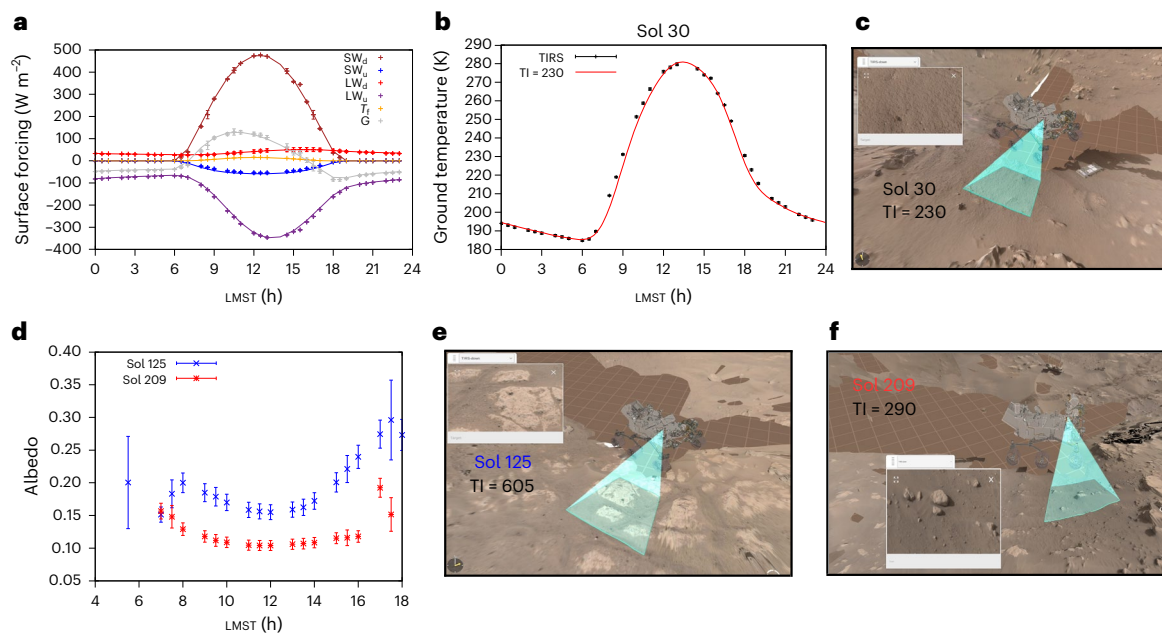 a
500
400
300
200
100
0
−100
−200
−300
−400
Surface forcing (W m−2)
SWd
SWu
LWd
LWu
Tf
G
0 3 6 9 12 15 18 21 24
LMST (h)
b
Sol 30
290
280
270
260
250
240
230
220
210
200
190
180
Ground temperature (K)
TIRS
TI = 230
0 3 6 9 12 15 18 21 24
LMST (h)
c
Sol 30
TI = 230
d
0.40
0.35
0.30
0.25
0.20
0.15
0.10
0.05
Albedo
Sol 125
Sol 209
4 6 8 10 12 14 16 18
LMST (h)
e
Sol 125
TI = 605
f
Sol 209
TI = 290